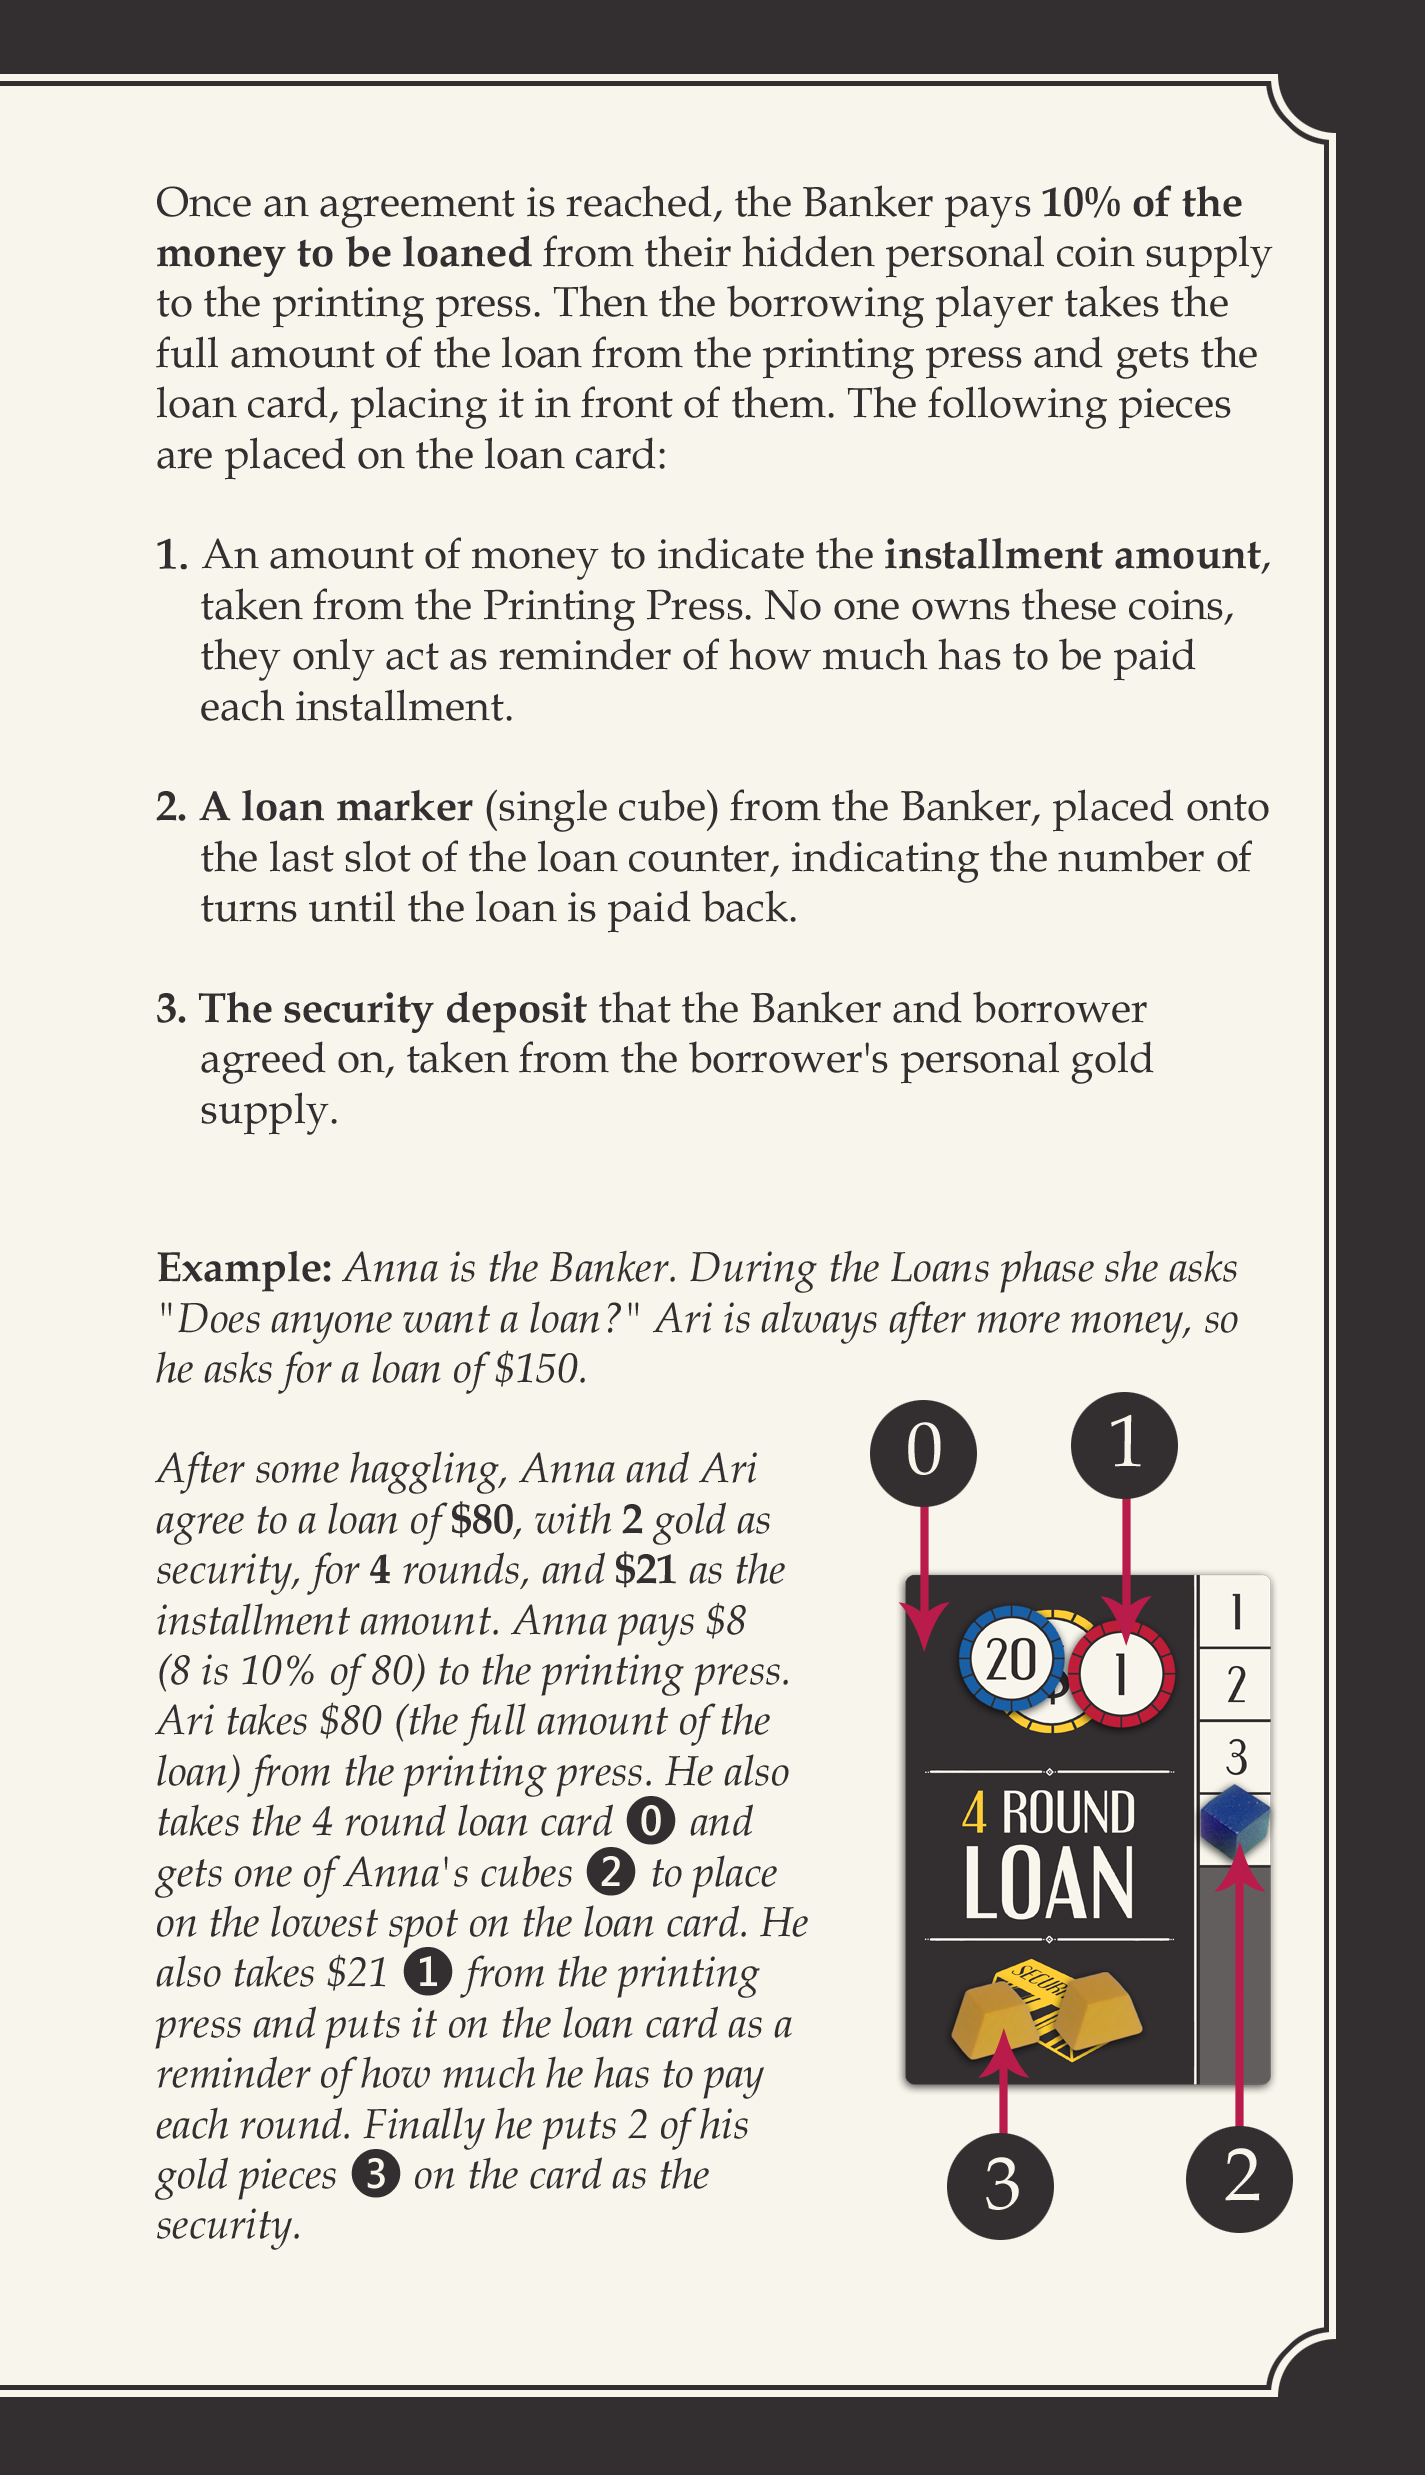 Once an agreement is reached, the Banker pays 10% of the
money to be loaned from their hidden personal coin supply
to the printing press. Then the borrowing player takes the
full amount of the loan from the printing press and gets the
loan card, placing it in front of them. The following pieces
are placed on the loan card:
1. An amount of money to indicate the installment amount,
taken from the Printing Press. No one owns these coins,
they only act as reminder of how much has to be paid
each installment.
2. A loan marker (single cube) from the Banker, placed onto
the last slot of the loan counter, indicating the number of
turns until the loan is paid back.
3. The security deposit that the Banker and borrower
agreed on, taken from the borrower's personal gold
supply.
Example: Anna is the Banker. During the Loans phase she asks
"Does anyone want a loan?" Ari is always after more money, so
he asks for a loan of $150.
After some haggling, Anna and Ari
agree to a loan of $80, with 2 gold as
security, for 4 rounds, and $21 as the
installment amount. Anna pays $8
(8 is 10% of 80) to the printing press.
Ari takes $80 (the full amount of the
loan) from the printing press. He also
takes the 4 round loan card 0 and
gets one of Anna's cubes 2 to place
on the lowest spot on the loan card. He
also takes $21 1 from the printing
press and puts it on the loan card as a
reminder of how much he has to pay
each round. Finally he puts 2 of his
gold pieces 3 on the card as the
security.
0
1
20
1
1
2
3
4 ROUND
LOAN
3
2